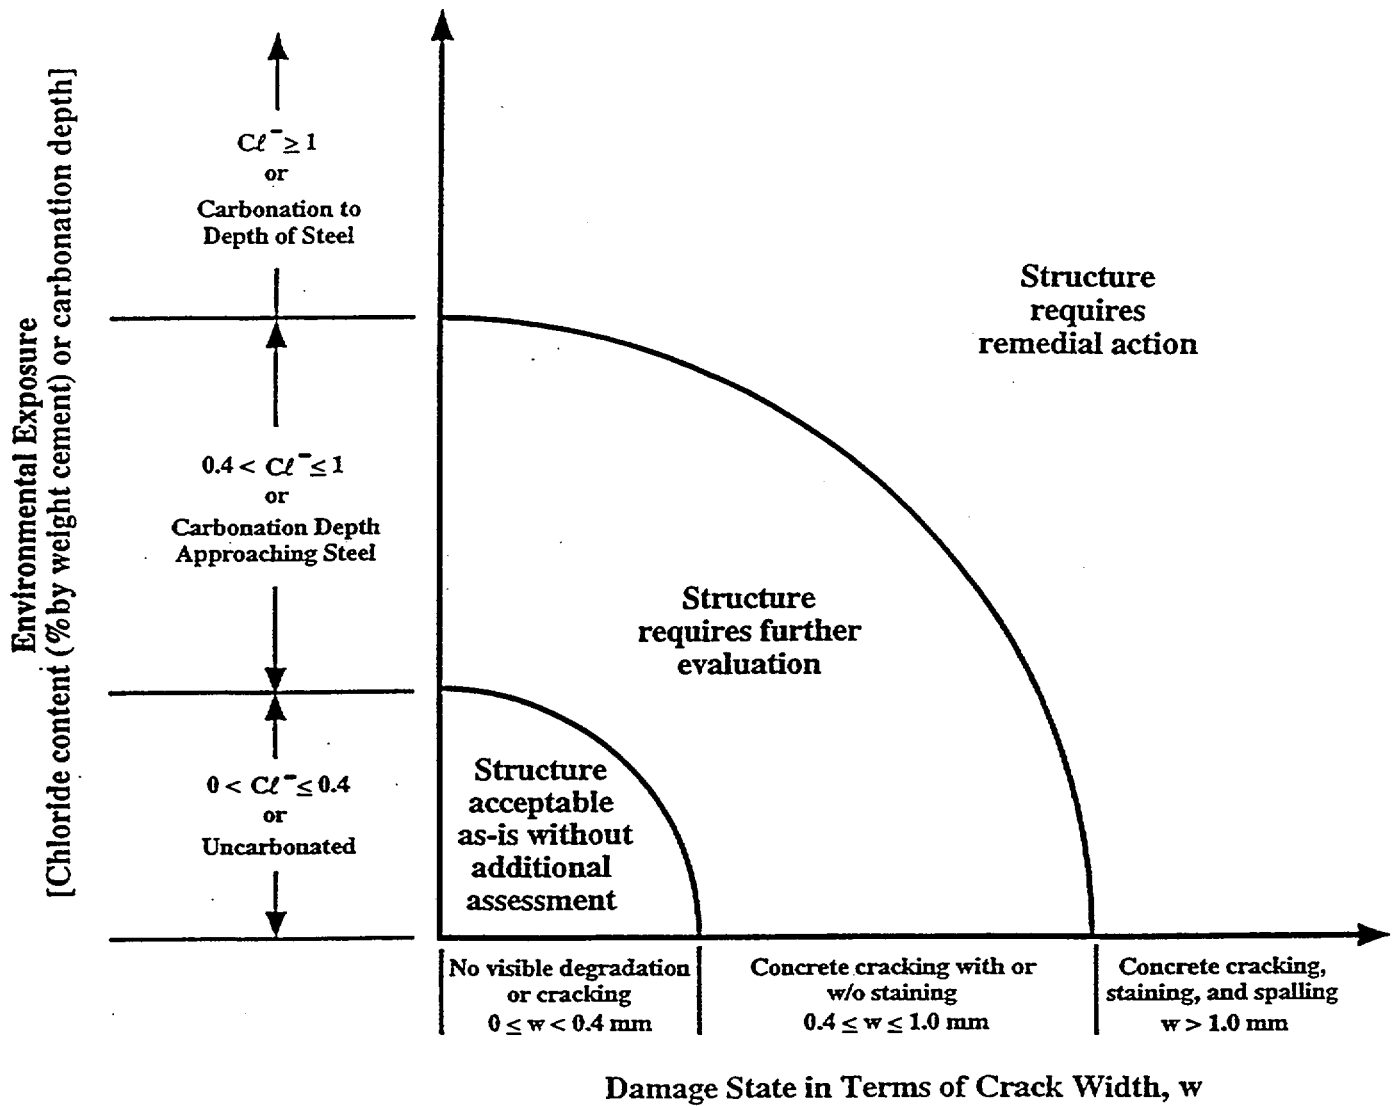 Environmental Exposure
[Chloride content (%by weight cement) or carbonation depth]
Cℓ⁻ ≥ 1
or
Carbonation to
Depth of Steel
0.4 < Cℓ⁻ ≤ 1
or
Carbonation Depth
Approaching Steel
0 < Cℓ⁻ ≤ 0.4
or
Uncarbonated
Structure
requires
remedial action
Structure
requires further
evaluation
Structure
acceptable
as-is without
additional
assessment
No visible degradation
or cracking
0 ≤ w < 0.4 mm
Concrete cracking with or
w/o staining
0.4 ≤ w ≤ 1.0 mm
Concrete cracking,
staining, and spalling
w > 1.0 mm
Damage State in Terms of Crack Width, w